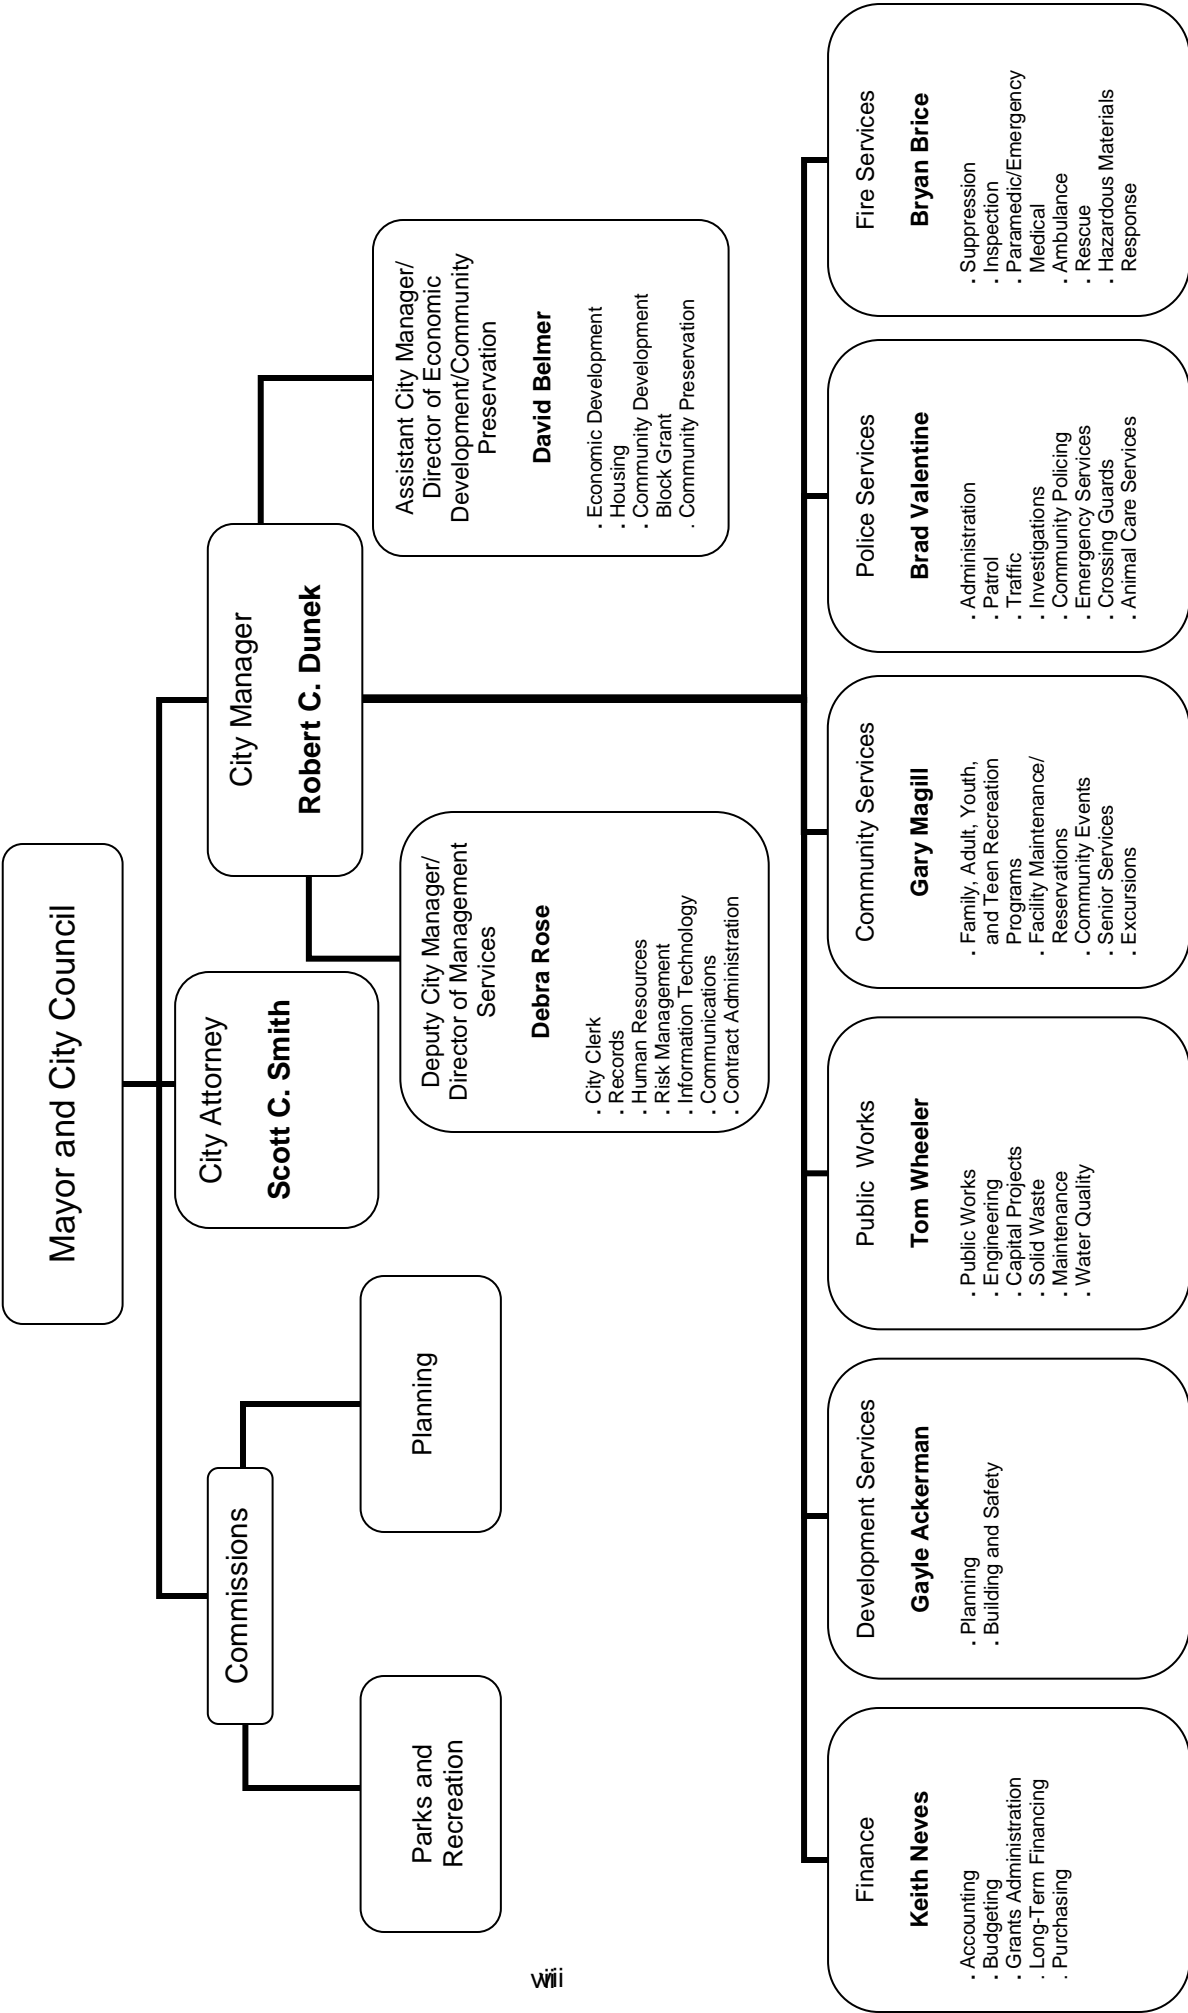 Mayor and City Council
Commissions
City Attorney
Scott C. Smith
City Manager
Robert C. Dunek
Parks and
Recreation
Planning
Deputy City Manager/
Director of Management
Services
Debra Rose
. City Clerk
. Records
. Human Resources
. Risk Management
. Information Technology
. Communications
. Contract Administration
Assistant City Manager/
Director of Economic
Development/Community
Preservation
David Belmer
. Economic Development
. Housing
. Community Development
Block Grant
. Community Preservation
Finance
Keith Neves
. Accounting
. Budgeting
. Grants Administration
. Long-Term Financing
. Purchasing
Development Services
Gayle Ackerman
. Planning
. Building and Safety
Public Works
Tom Wheeler
. Public Works
. Engineering
. Capital Projects
. Solid Waste
. Maintenance
. Water Quality
Community Services
Gary Magill
. Family, Adult, Youth,
and Teen Recreation
Programs
. Facility Maintenance/
Reservations
. Community Events
. Senior Services
. Excursions
Police Services
Brad Valentine
. Administration
. Patrol
. Traffic
. Investigations
. Community Policing
. Emergency Services
. Crossing Guards
. Animal Care Services
Fire Services
Bryan Brice
. Suppression
. Inspection
. Paramedic/Emergency
Medical
. Ambulance
. Rescue
. Hazardous Materials
Response